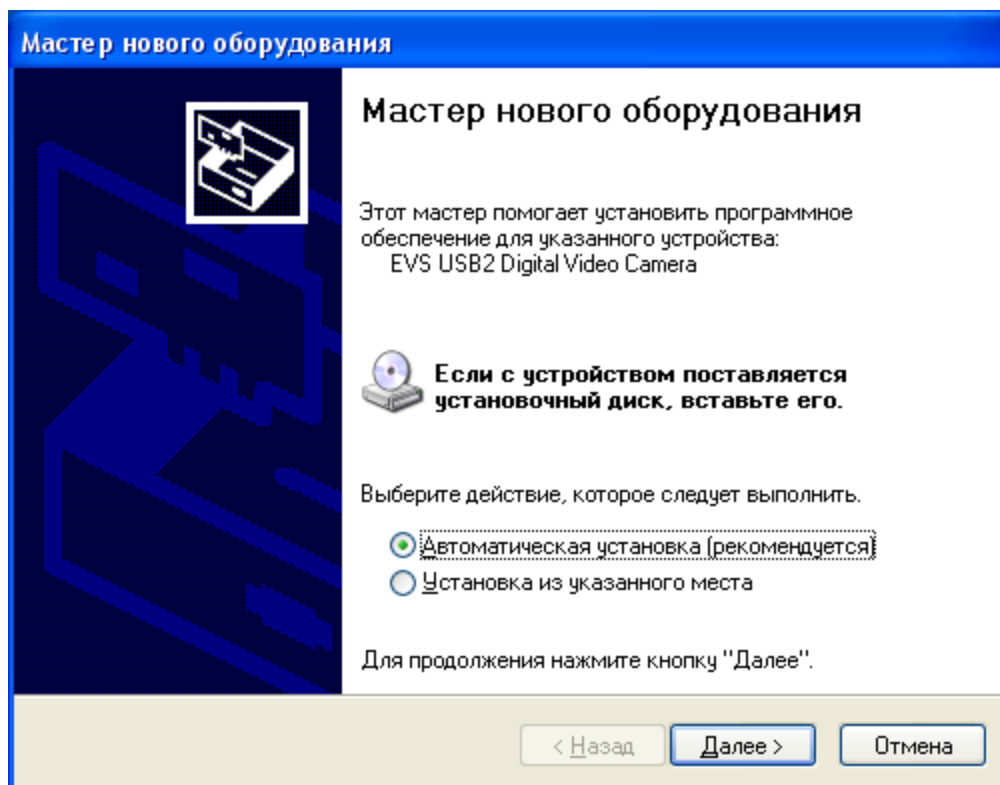 Мастер нового оборудования
Мастер нового оборудования
Этот мастер помогает установить программное
обеспечение для указанного устройства:
EVS USB2 Digital Video Camera
Если с устройством поставляется
установочный диск, вставьте его.
Выберите действие, которое следует выполнить.
Автоматическая установка (рекомендуется)
Установка из указанного места
Для продолжения нажмите кнопку "Далее".
< Назад Далее > Отмена